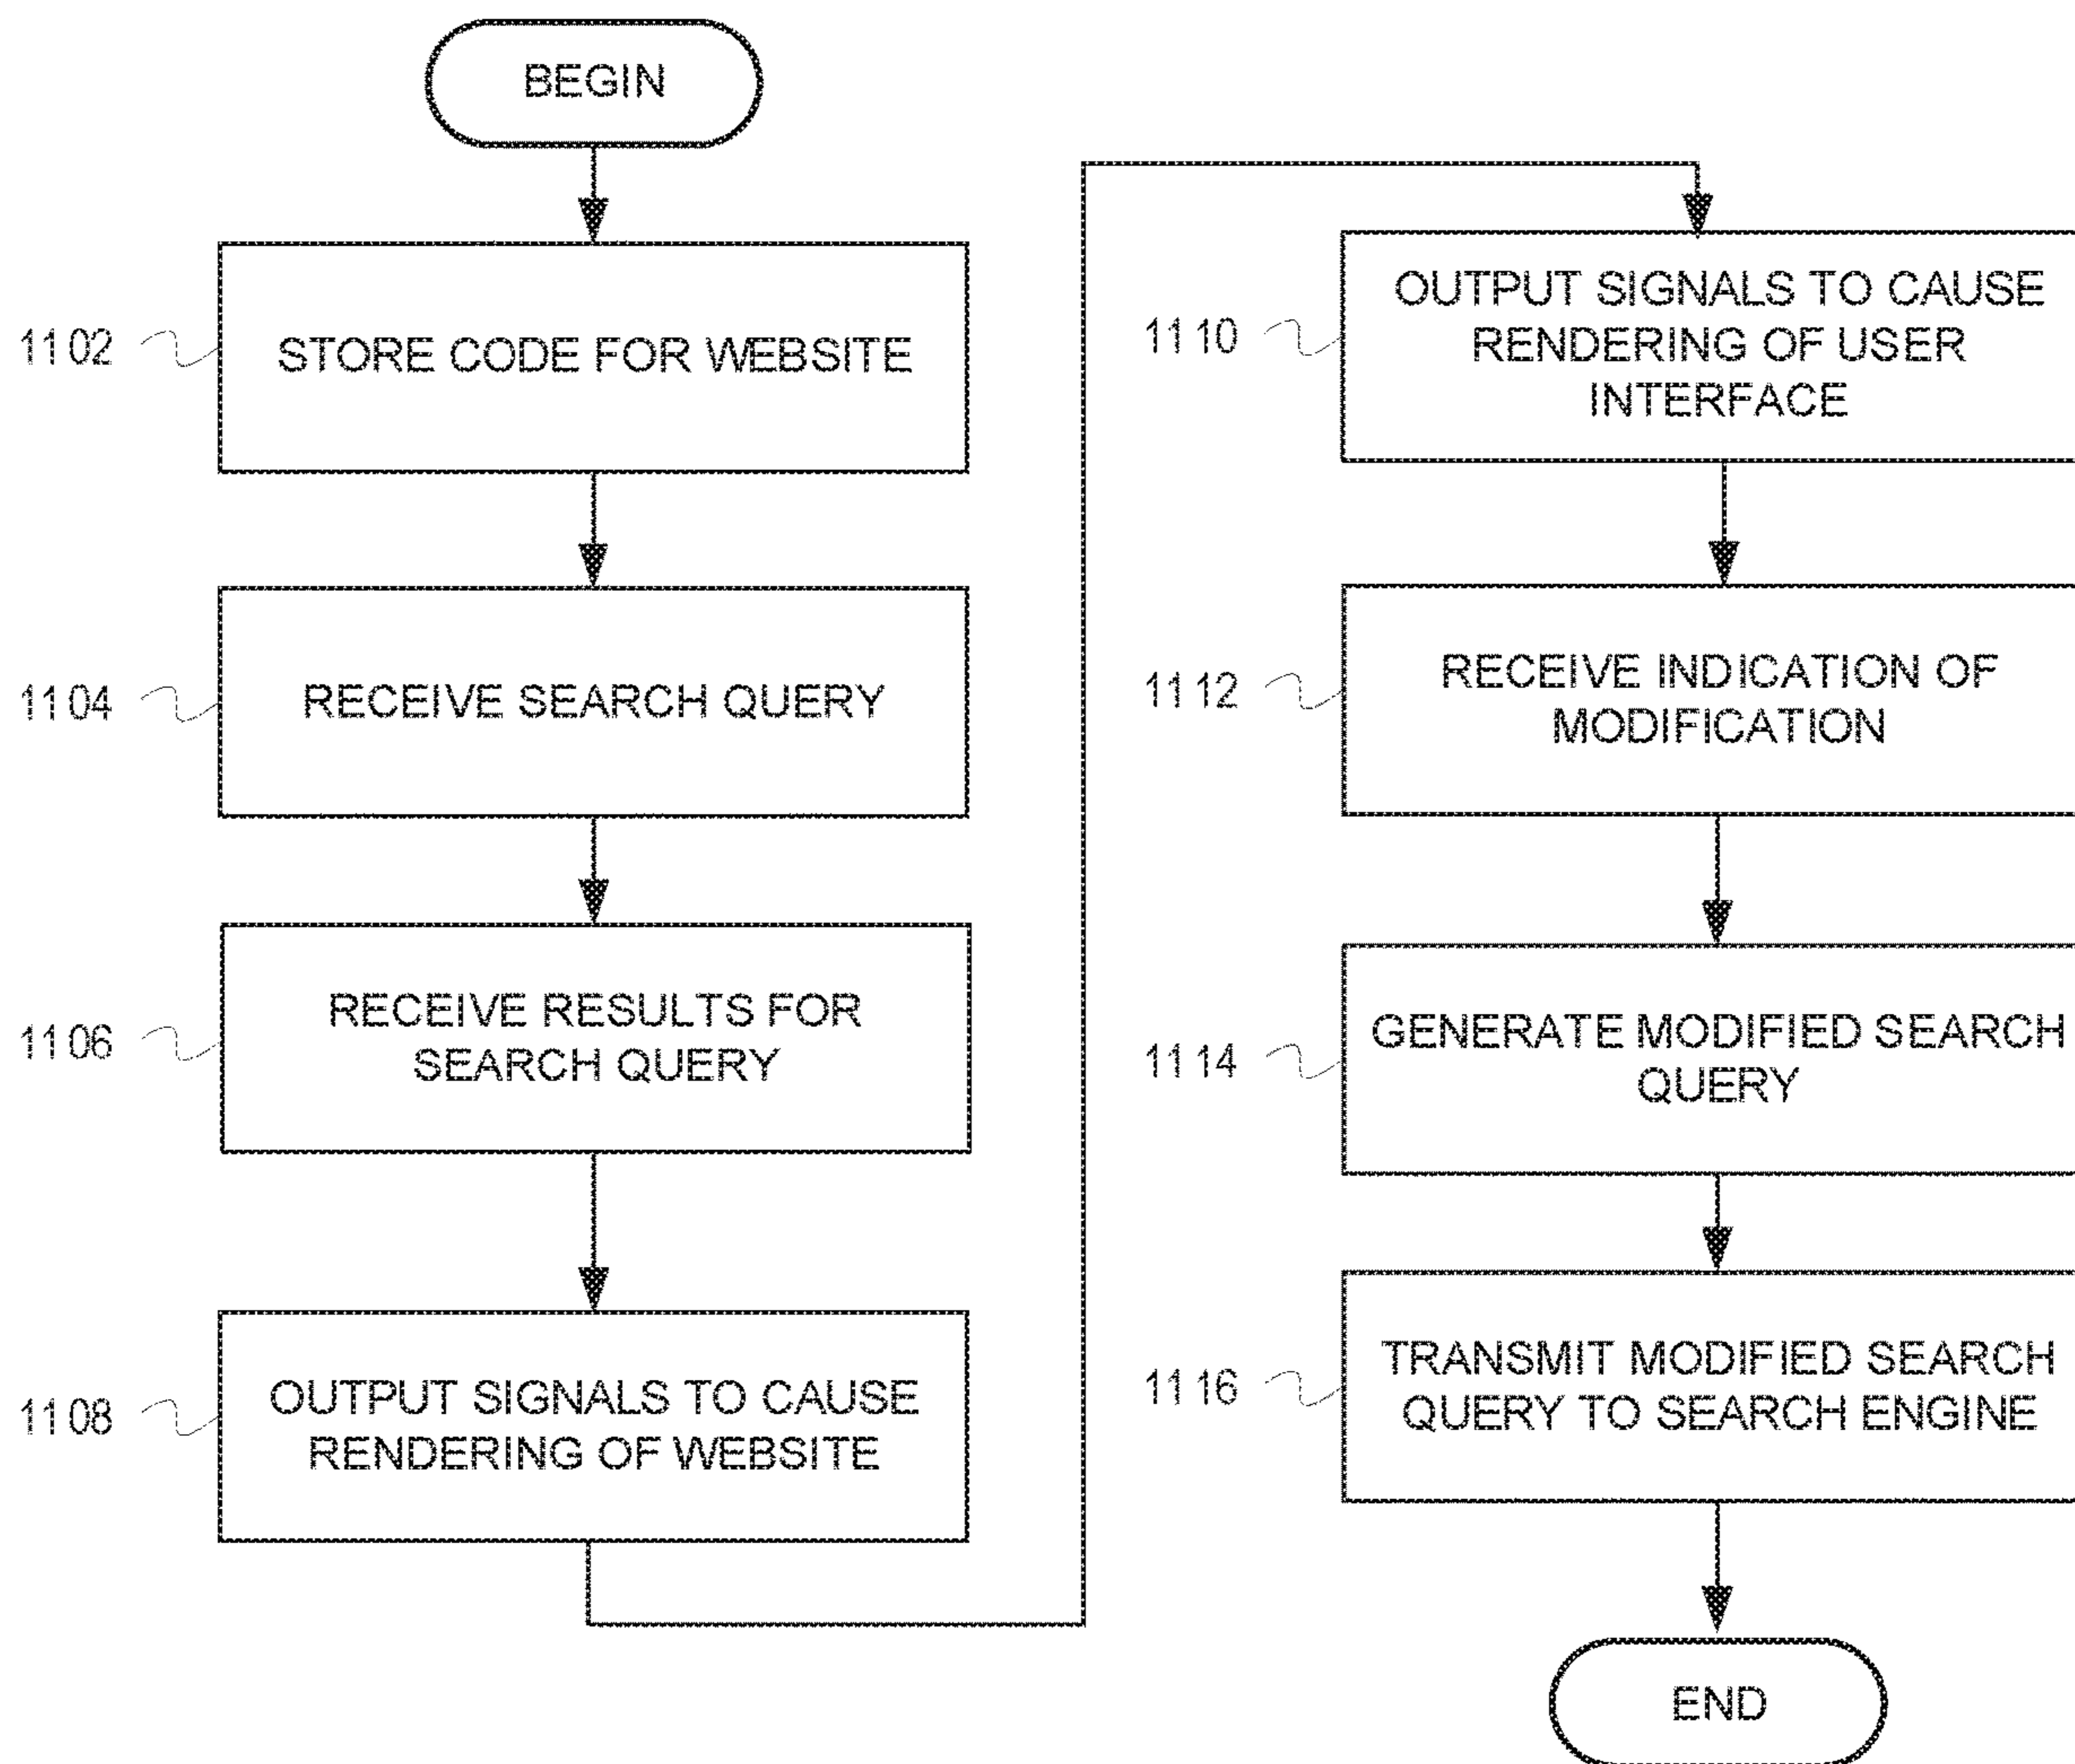 BEGIN
1102
STORE CODE FOR WEBSITE
1104
RECEIVE SEARCH QUERY
1106
RECEIVE RESULTS FOR
SEARCH QUERY
1108
OUTPUT SIGNALS TO CAUSE
RENDERING OF WEBSITE
1110
OUTPUT SIGNALS TO CAUSE
RENDERING OF USER
INTERFACE
1112
RECEIVE INDICATION OF
MODIFICATION
1114
GENERATE MODIFIED SEARCH
QUERY
1116
TRANSMIT MODIFIED SEARCH
QUERY TO SEARCH ENGINE
END